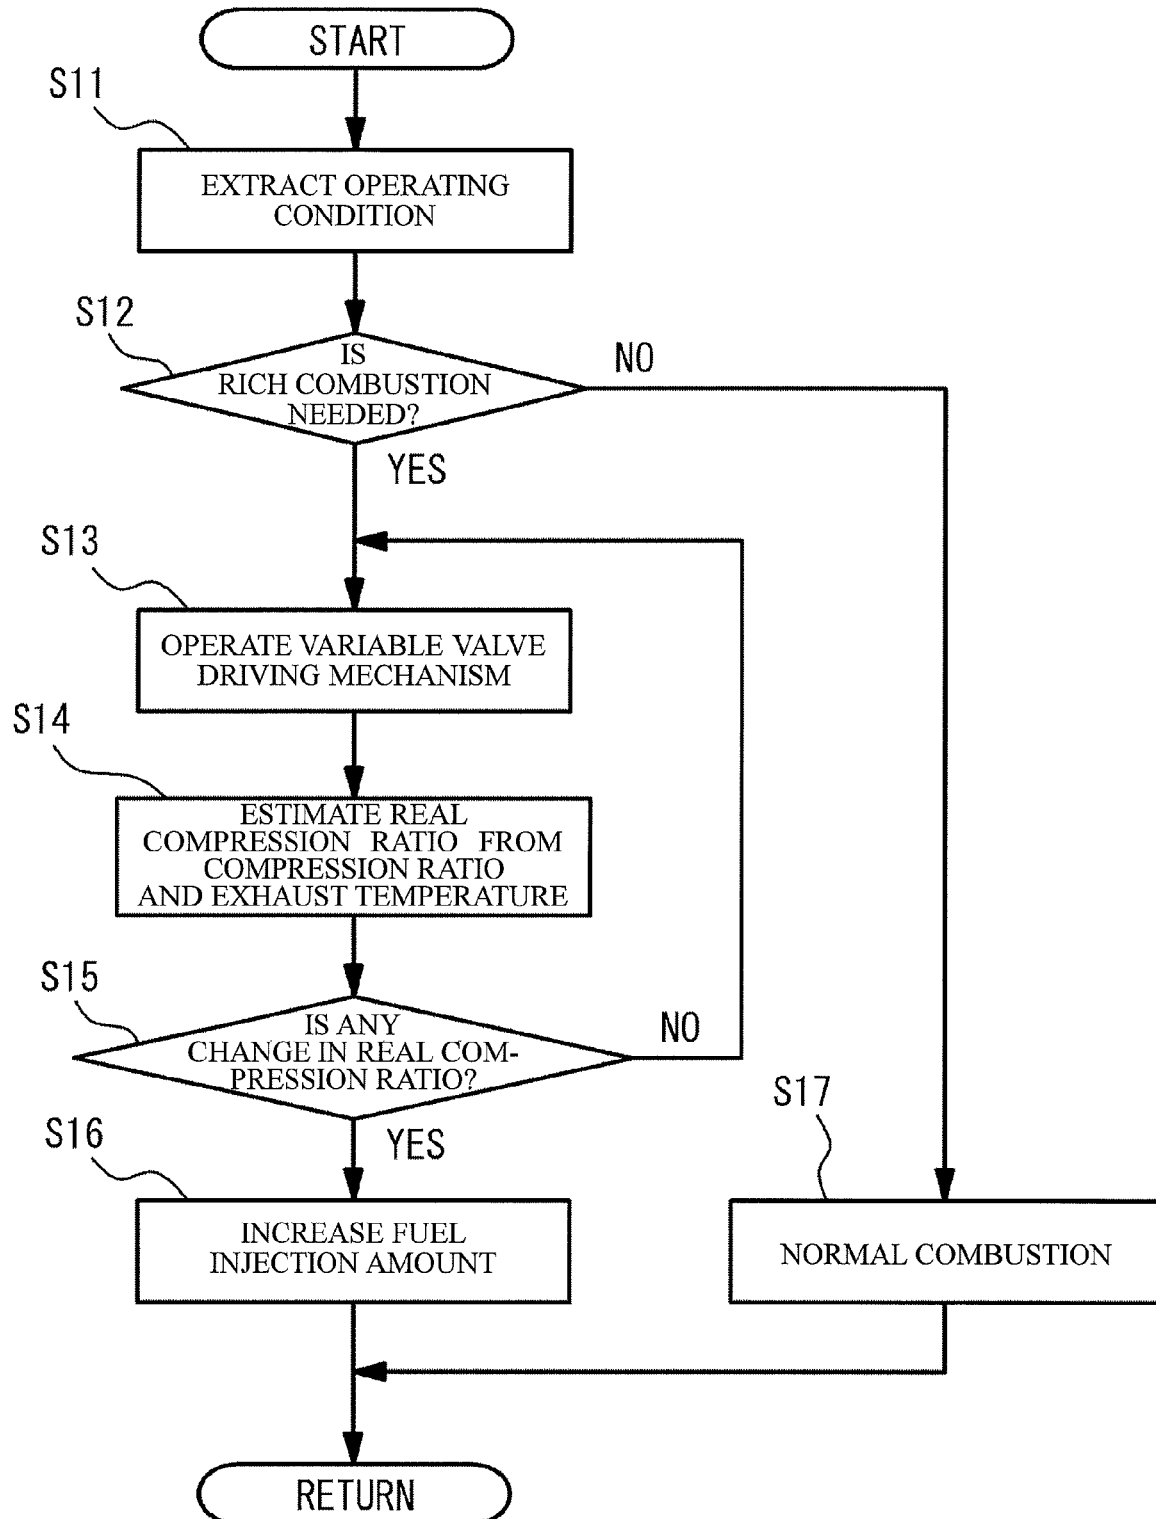 START
S11
EXTRACT OPERATING
CONDITION
S12
IS
RICH COMBUSTION
NEEDED?
NO
YES
S13
OPERATE VARIABLE VALVE
DRIVING MECHANISM
S14
ESTIMATE REAL
COMPRESSION RATIO FROM
COMPRESSION RATIO
AND EXHAUST TEMPERATURE
S15
IS ANY
CHANGE IN REAL COM-
PRESSION RATIO?
NO
YES
S16
INCREASE FUEL
INJECTION AMOUNT
S17
NORMAL COMBUSTION
RETURN